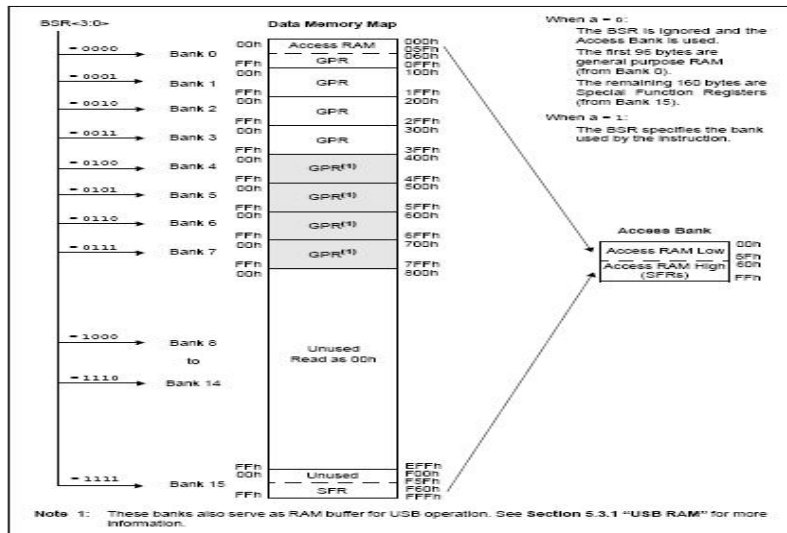 BSR<3:0>
Data Memory Map
= 0000
Bank 0
00h
Access RAM
000h
05Fh
GPR
060h
FFh
0FFh
= 0001
Bank 1
00h
GPR
100h
FFh
1FFh
= 0010
Bank 2
00h
GPR
200h
FFh
2FFh
= 0011
Bank 3
00h
GPR
300h
FFh
3FFh
= 0100
Bank 4
00h
GPR(1)
400h
FFh
4FFh
= 0101
Bank 5
00h
GPR(1)
500h
FFh
5FFh
= 0110
Bank 6
00h
GPR(1)
600h
FFh
6FFh
= 0111
Bank 7
00h
GPR(1)
700h
FFh
7FFh
00h
800h
= 1000
Bank 8
to
= 1110
Bank 14
Unused
Read as 00h
FFh
EFFh
= 1111
Bank 15
00h
Unused
F00h
F5Fh
SFR
F60h
FFh
FFFh
When a = 0:
The BSR is ignored and the
Access Bank is used.
The first 96 bytes are
general purpose RAM
(from Bank 0).
The remaining 160 bytes are
Special Function Registers
(from Bank 15).
When a = 1:
The BSR specifies the bank
used by the instruction.
Access Bank
Access RAM Low
00h
5Fh
Access RAM High
(SFRs)
60h
FFh
Note 1: These banks also serve as RAM buffer for USB operation. See Section 5.3.1 "USB RAM" for more
information.